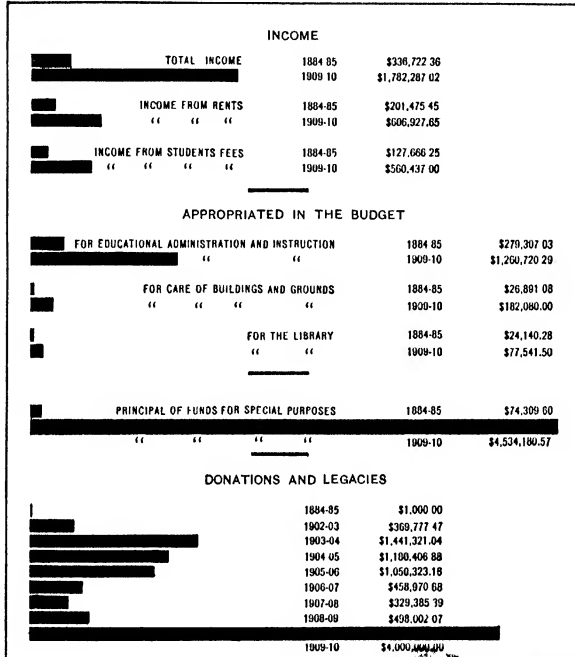 INCOME
TOTAL INCOME 1884 85 $336,722 36
1909 10 $1,782,287 02
INCOME FROM RENTS 1884-85 $201,475 45
“ “ “ 1909-10 $606,927.65
INCOME FROM STUDENTS FEES 1884-85 $127,666 25
“ “ “ “ 1909-10 $560,437 00
APPROPRIATED IN THE BUDGET
FOR EDUCATIONAL ADMINISTRATION AND INSTRUCTION 1884 85 $279,307 03
“ “ 1909-10 $1,260,720 29
FOR CARE OF BUILDINGS AND GROUNDS 1884-85 $26,891 08
“ “ “ “ 1909-10 $182,080.00
FOR THE LIBRARY 1884-85 $24,140.28
“ “ 1909-10 $77,541.50
PRINCIPAL OF FUNDS FOR SPECIAL PURPOSES 1884-85 $74,309 60
“ “ “ “ 1909-10 $4,534,180.57
DONATIONS AND LEGACIES
1884-85 $1,000 00
1902-03 $369,777 47
1903-04 $1,441,321.04
1904 05 $1,180,406 88
1905-06 $1,050,323.16
1906-07 $458,970 68
1907-08 $329,385 39
1908-09 $498,002 07
1909-10